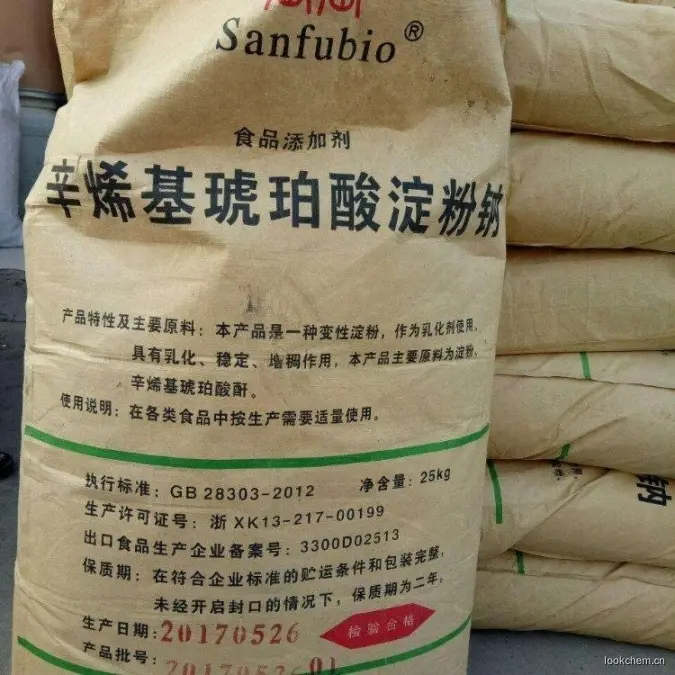 Sanfubio®
食品添加剂
辛烯基琥珀酸淀粉钠
产品特性及主要原料：本产品是一种变性淀粉，作为乳化剂使用，
具有乳化、稳定、增稠作用，本产品主要原料为淀粉、
辛烯基琥珀酸酐。
使用说明：在各类食品中按生产需要适量使用。
执行标准：GB 28303-2012 净含量：25kg
生产许可证号：浙 XK13-217-00199
出口食品生产企业备案号：3300D02513
保质期：在符合企业标准的贮运条件和包装完整，
未经开启封口的情况下，保质期为二年。
生产日期：20170526
检验合格
产品批号：2017052601
钠
lookchem.cn